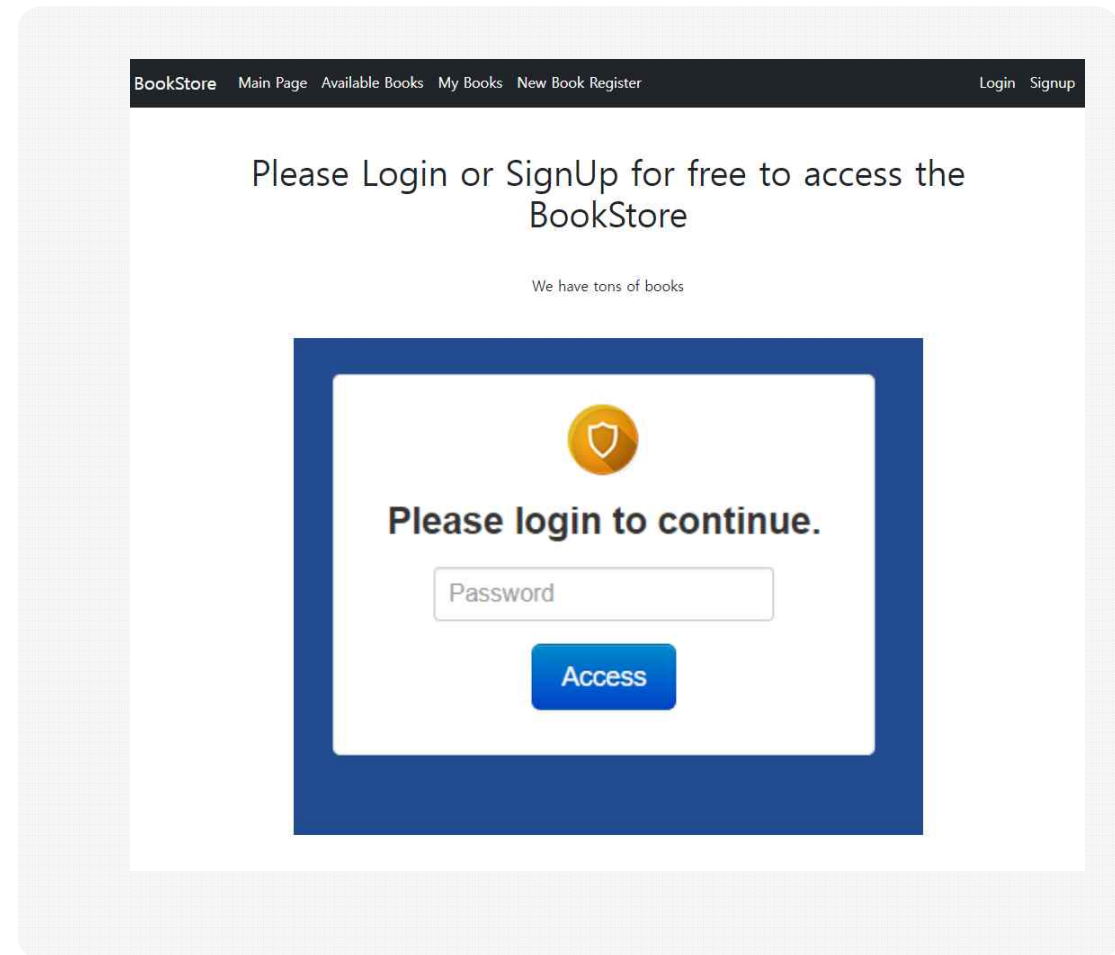 BookStore Main Page Available Books My Books New Book Register Login Signup
Please Login or SignUp for free to access the
BookStore
We have tons of books
Please login to continue.
Password
Access